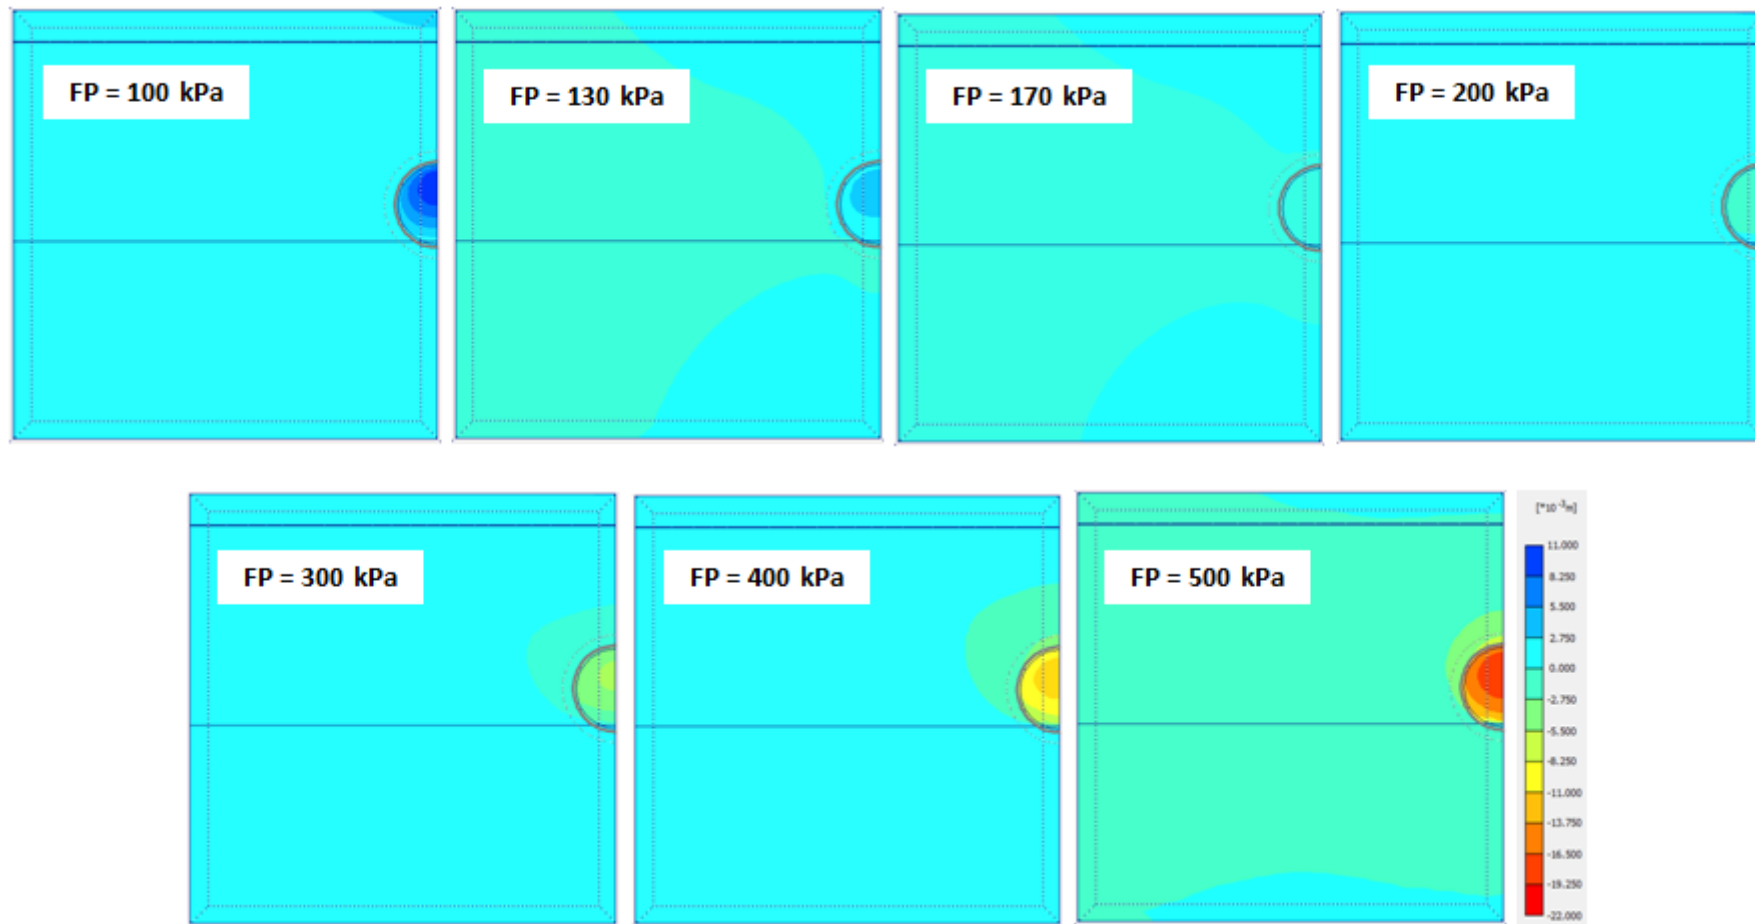 FP = 100 kPa
FP = 130 kPa
FP = 170 kPa
FP = 200 kPa
FP = 300 kPa
FP = 400 kPa
FP = 500 kPa
[*10⁻³m]
11.000
8.250
5.500
2.750
0.000
-2.750
-5.500
-8.250
-11.000
-13.750
-16.500
-19.250
-22.000